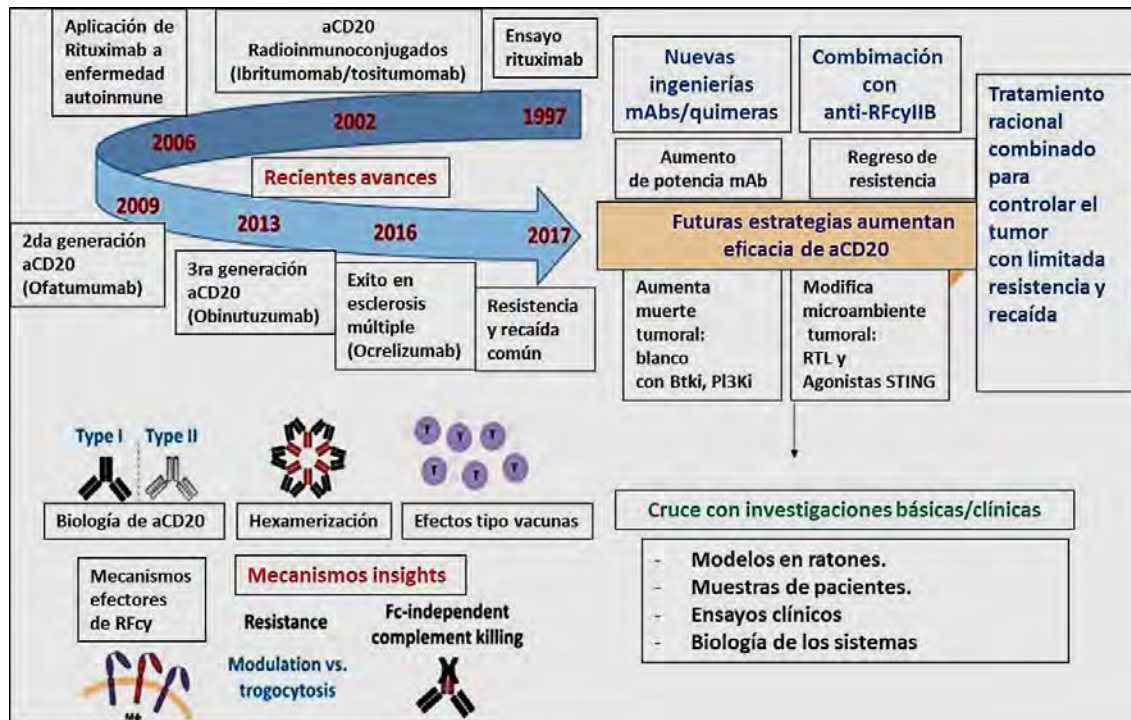 Aplicación de
Rituximab a
enfermedad
autoinmune
aCD20
Radioinmunoconjugados
(Ibritumomab/tositumomab)
Ensayo
rituximab
2006
2002
1997
Recientes avances
2009
2013
2016
2017
2da generación
aCD20
(Ofatumumab)
3ra generación
aCD20
(Obinutuzumab)
Exito en
esclerosis
múltiple
(Ocrelizumab)
Resistencia
y recaída
común
Nuevas
ingenierías
mAbs/quimeras
Combimación
con
anti-RFcyIIB
Aumento
de potencia mAb
Regreso de
resistencia
Futuras estrategias aumentan
eficacia de aCD20
Aumenta
muerte
tumoral:
blanco
con Btki, PI3Ki
Modifica
microambiente
tumoral:
RTL y
Agonistas STING
Tratamiento
racional
combinado
para
controlar el
tumor
con limitada
resistencia y
recaída
Type I
Type II
Biología de aCD20
Hexamerización
T T T T T T
Efectos tipo vacunas
Mecanismos
efectores
de RFcy
Mecanismos insights
Resistance
Modulation vs.
trogocytosis
Fc-independent
complement killing
Mϕ
Cruce con investigaciones básicas/clínicas
- Modelos en ratones.
- Muestras de pacientes.
- Ensayos clínicos
- Biología de los sistemas